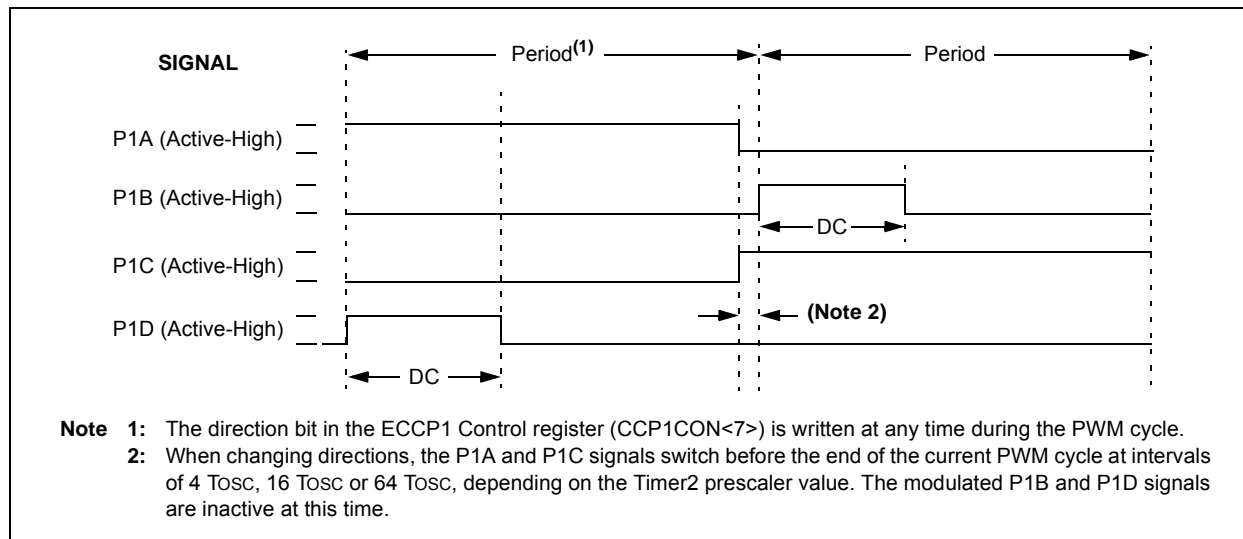 SIGNAL
Period(1)
Period
P1A (Active-High)
P1B (Active-High)
DC
P1C (Active-High)
(Note 2)
P1D (Active-High)
DC
Note 1: The direction bit in the ECCP1 Control register (CCP1CON<7>) is written at any time during the PWM cycle.
2: When changing directions, the P1A and P1C signals switch before the end of the current PWM cycle at intervals
of 4 TOSC, 16 TOSC or 64 TOSC, depending on the Timer2 prescaler value. The modulated P1B and P1D signals
are inactive at this time.